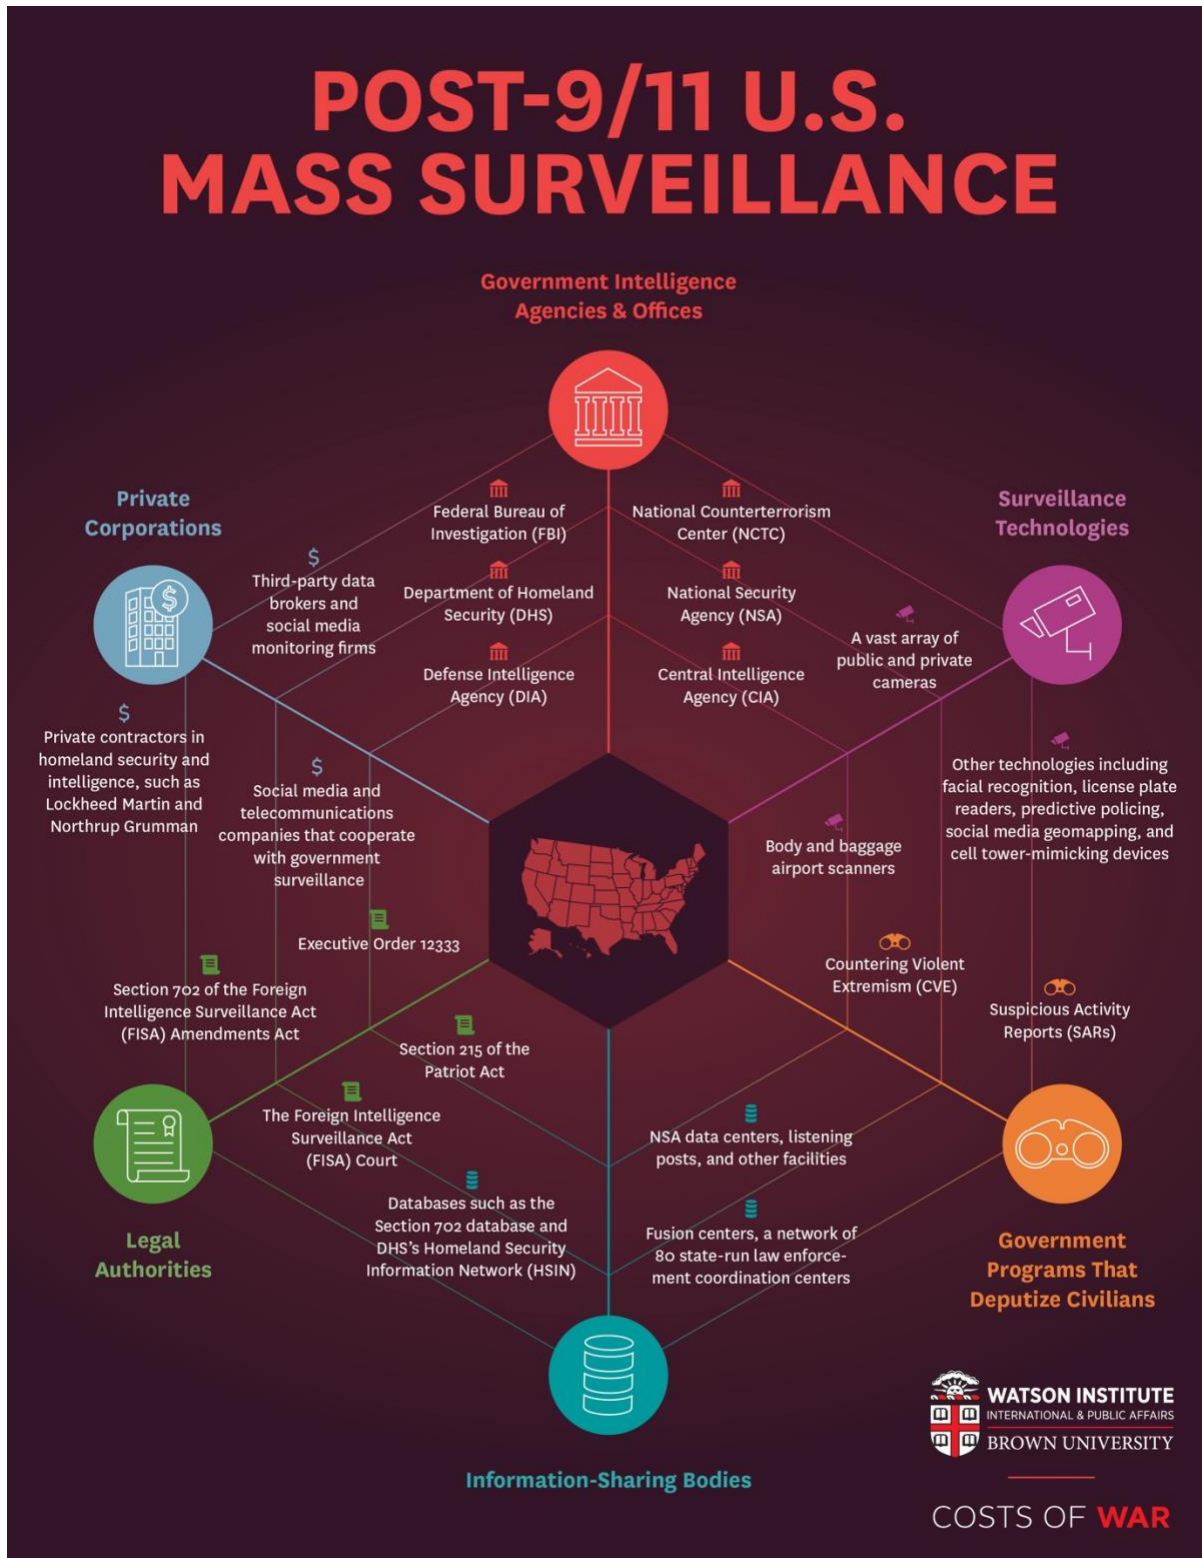 POST-9/11 U.S.
MASS SURVEILLANCE
Government Intelligence
Agencies & Offices
Federal Bureau of
Investigation (FBI)
National Counterterrorism
Center (NCTC)
Department of Homeland
Security (DHS)
National Security
Agency (NSA)
Defense Intelligence
Agency (DIA)
Central Intelligence
Agency (CIA)
Private
Corporations
$
$
Third-party data
brokers and
social media
monitoring firms
$
Private contractors in
homeland security and
intelligence, such as
Lockheed Martin and
Northrup Grumman
$
Social media and
telecommunications
companies that cooperate
with government
surveillance
Surveillance
Technologies
A vast array of
public and private
cameras
Other technologies including
facial recognition, license plate
readers, predictive policing,
social media geomapping, and
cell tower-mimicking devices
Body and baggage
airport scanners
Executive Order 12333
Section 702 of the Foreign
Intelligence Surveillance Act
(FISA) Amendments Act
Section 215 of the
Patriot Act
The Foreign Intelligence
Surveillance Act
(FISA) Court
Legal
Authorities
Countering Violent
Extremism (CVE)
Suspicious Activity
Reports (SARs)
Government
Programs That
Deputize Civilians
NSA data centers, listening
posts, and other facilities
Databases such as the
Section 702 database and
DHS's Homeland Security
Information Network (HSIN)
Fusion centers, a network of
80 state-run law enforce-
ment coordination centers
Information-Sharing Bodies
WATSON INSTITUTE
INTERNATIONAL & PUBLIC AFFAIRS
BROWN UNIVERSITY
COSTS OF WAR